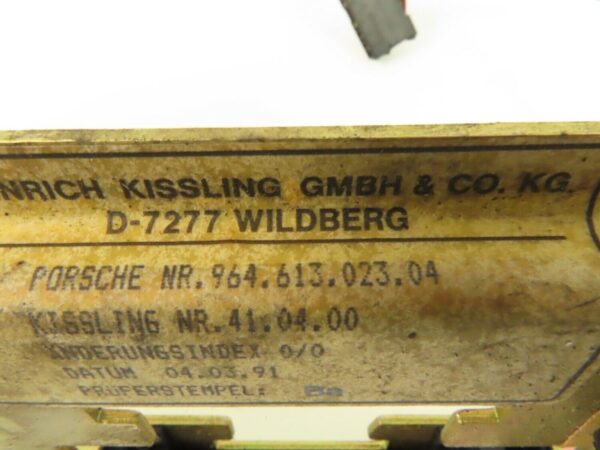 NRICH KISSLING GMBH & CO. KG.
D-7277 WILDBERG
PORSCHE NR.964.613.023.04
KISSLING NR.41.04.00
ÄNDERUNGSINDEX 0/0
DATUM 04.03.91
PRÜFERSTEMPEL: